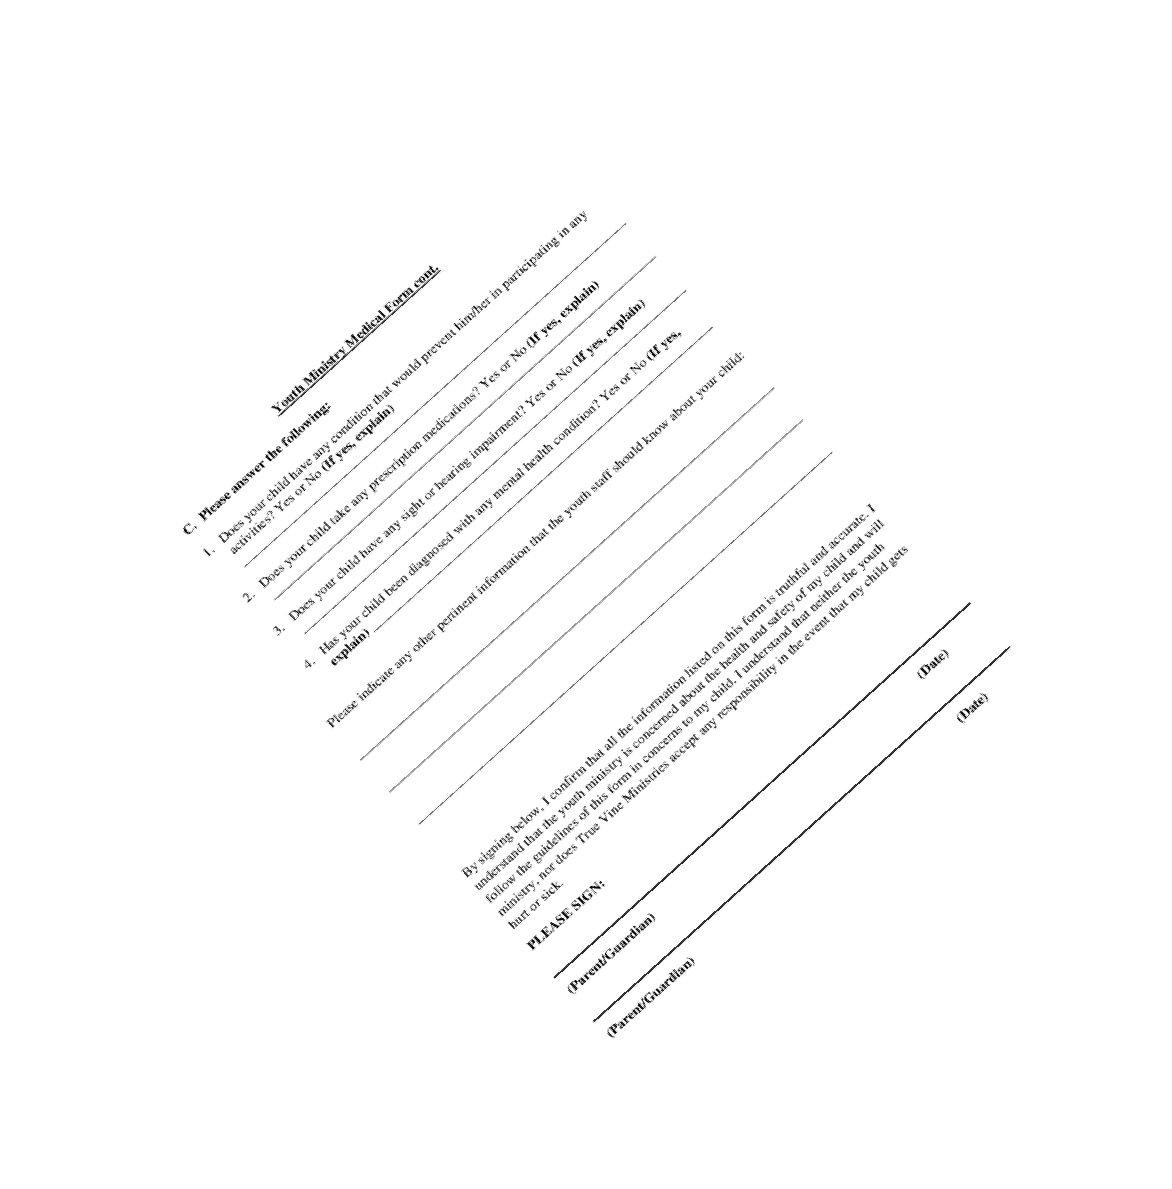 Youth Ministry Medical Form cont.
C. Please answer the following:
1. Does your child have any condition that would prevent him/her in participating in any
activities? Yes or No (If yes, explain)
2. Does your child take any prescription medications? Yes or No (If yes, explain)
3. Does your child have any sight or hearing impairment? Yes or No (If yes, explain)
4. Has your child been diagnosed with any mental health condition? Yes or No (If yes,
explain)
Please indicate any other pertinent information that the youth staff should know about your child:
By signing below, I confirm that all the information listed on this form is truthful and accurate. I
understand that the youth ministry is concerned about the health and safety of my child and will
follow the guidelines of this form in concerns to my child. I understand that neither the youth
ministry, nor does True Vine Ministries accept any responsibility in the event that my child gets
hurt or sick.
PLEASE SIGN:
(Parent/Guardian) (Date)
(Parent/Guardian) (Date)